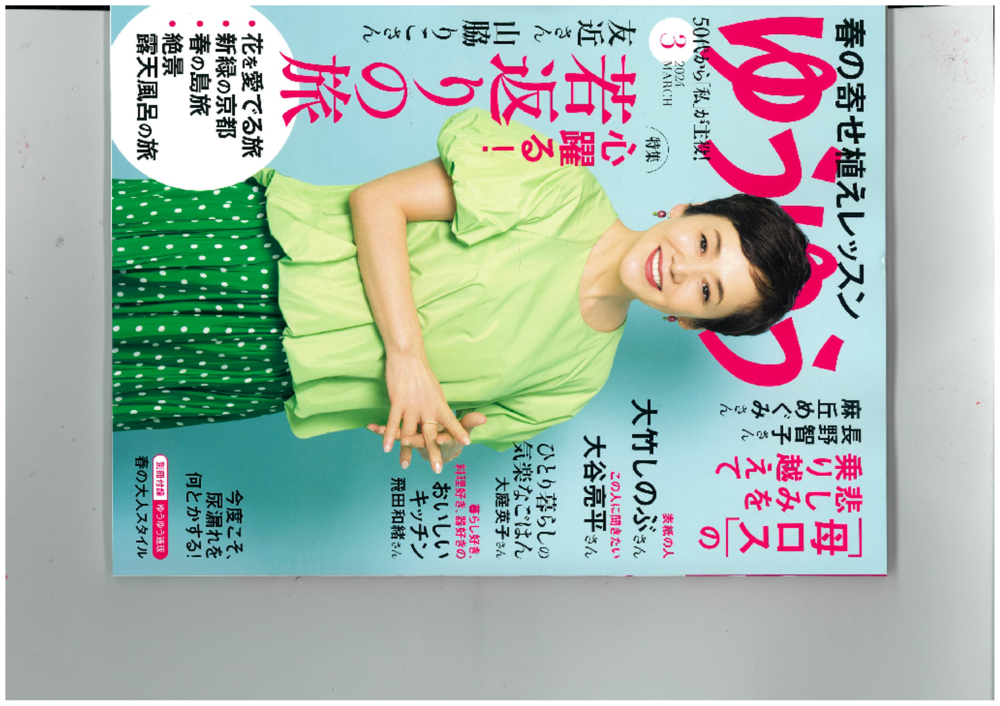 春の寄せ植えレッスン
ゆうゆう
50代から「私」が主役!
3
2024
MARCH
特集
心躍る!
若返りの旅
友近さん
山脇りこさん
「母ロス」の
悲しみを
乗り越えて
長野智子さん
麻丘めぐみさん
表紙の人
大竹しのぶさん
この人に聞きたい
大谷亮平さん
ひとり暮らしの
気楽なごはん
大庭英子さん
暮らし好き、
料理好き、器好きの
おいしい
キッチン
飛田和緒さん
今度こそ、
尿漏れを
何とかする!
別冊付録 ゆうゆう通販
春の大人スタイル
・花を愛でる旅
・新緑の京都
・春の島旅
・絶景
露天風呂の旅